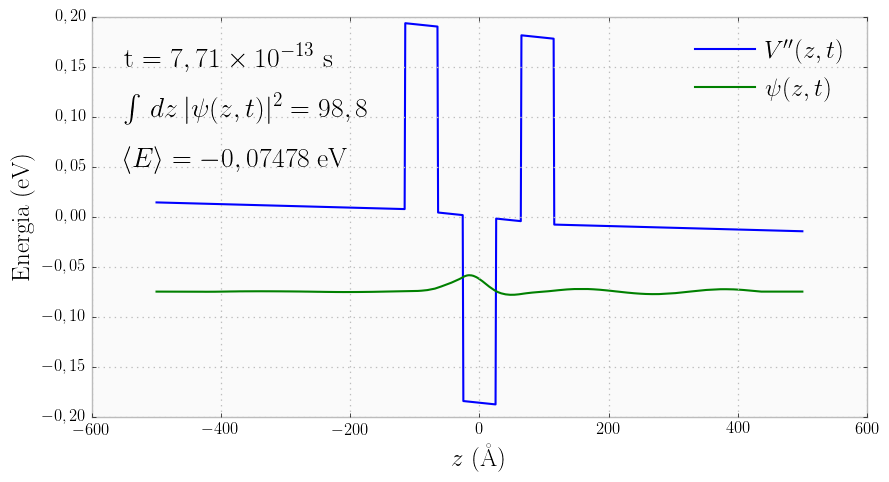 t = 7,71 × 10⁻¹³ s
∫ dz |ψ(z, t)|² = 98,8
⟨E⟩ = −0,07478 eV
V″(z, t)
ψ(z, t)
Energia (eV)
0,20
0,15
0,10
0,05
0,00
−0,05
−0,10
−0,15
−0,20
−600 −400 −200 0 200 400 600
z (Å)